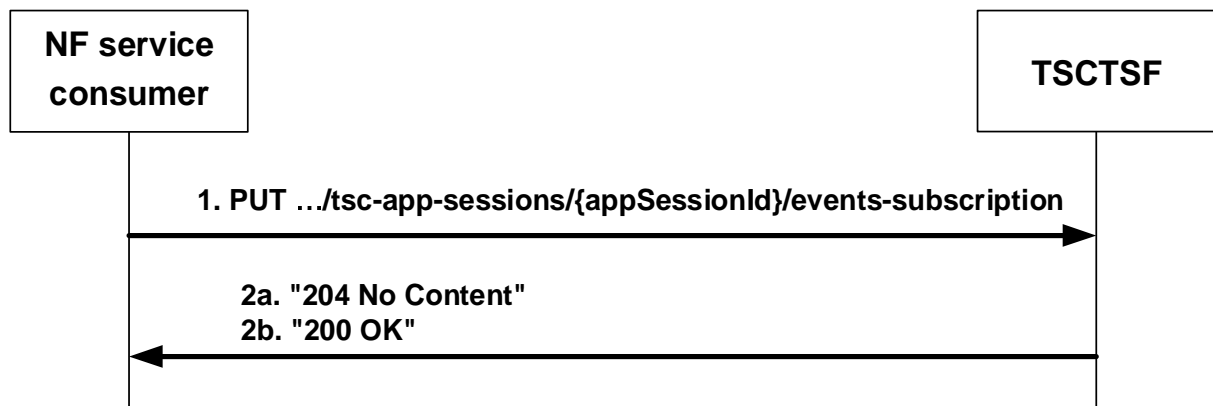 NF service
consumer
TSCTSF
1. PUT …/tsc-app-sessions/{appSessionId}/events-subscription
2a. "204 No Content"
2b. "200 OK"